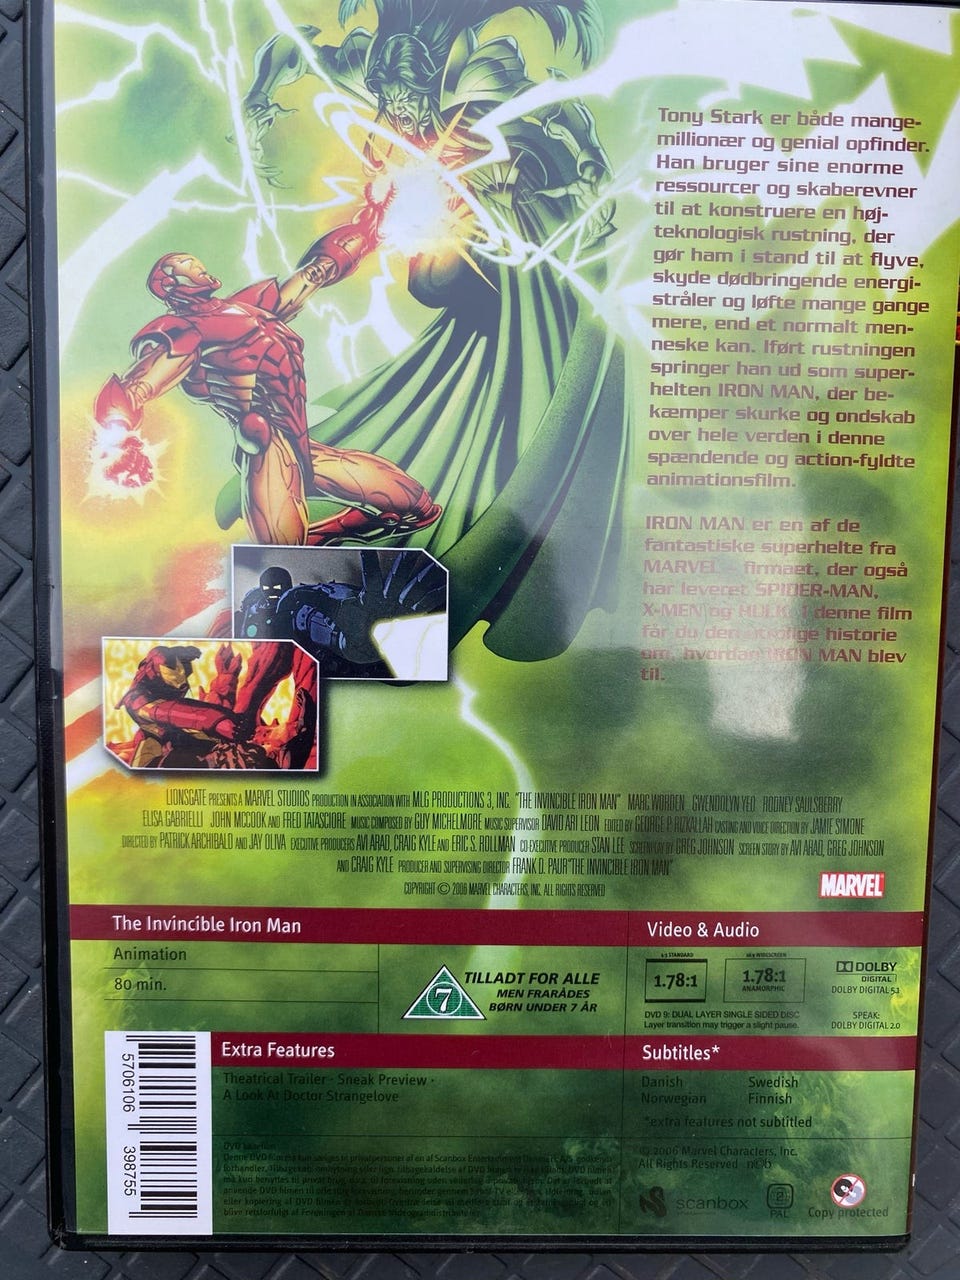 Tony Stark er både mange-
millionær og genial opfinder.
Han bruger sine enorme
ressourcer og skaberevner
til at konstruere en høj-
teknologisk rustning, der
gør ham i stand til at flyve,
skyde dødbringende energi-
stråler og løfte mange gange
mere, end et normalt men-
neske kan. Iført rustningen
springer han ud som super-
helten IRON MAN, der be-
kæmper skurke og ondskab
over hele verden i denne
spændende og action-fyldte
animationsfilm.
IRON MAN er en af de
fantastiske superhelte fra
MARVEL - firmaet, der også
har leveret SPIDER-MAN,
X-MEN og HULK. I denne film
får du den utrolige historie
om, hvordan IRON MAN blev
til.
LIONSGATE PRESENTS A MARVEL STUDIOS PRODUCTION IN ASSOCIATION WITH MLG PRODUCTIONS 3, INC. "THE INVINCIBLE IRON MAN" MARC WORDEN GWENDOLYN YEO RODNEY SAULSBERRY
ELISA GABRIELLI JOHN MCCOOK AND FRED TATASCIORE MUSIC COMPOSED BY GUY MICHELMORE MUSIC SUPERVISOR DAVID ARI LEON EDITED BY GEORGE P. RIZKALLAH CASTING AND VOICE DIRECTION BY JAMIE SIMONE
DIRECTED BY PATRICK ARCHIBALD AND JAY OLIVA EXECUTIVE PRODUCERS AVI ARAD, CRAIG KYLE AND ERIC S. ROLLMAN CO-EXECUTIVE PRODUCER STAN LEE SCREENPLAY BY GREG JOHNSON SCREEN STORY BY AVI ARAD, GREG JOHNSON
AND CRAIG KYLE PRODUCER AND SUPERVISING DIRECTOR FRANK D. PAUR "THE INVINCIBLE IRON MAN"
COPYRIGHT © 2006 MARVEL CHARACTERS, INC. ALL RIGHTS RESERVED
MARVEL
The Invincible Iron Man
Animation
80 min.
7
TILLADT FOR ALLE
MEN FRARÅDES
BØRN UNDER 7 ÅR
Video & Audio
4:3 STANDARD
1.78:1
16:9 WIDESCREEN
1.78:1
ANAMORPHIC
DVD 9: DUAL LAYER SINGLE SIDED DISC
Layer transition may trigger a slight pause.
DOLBY
DIGITAL
DOLBY DIGITAL 5.1
SPEAK:
DOLBY DIGITAL 2.0
Extra Features
Theatrical Trailer · Sneak Preview ·
A Look At Doctor Strangelove
Subtitles*
Danish Swedish
Norwegian Finnish
*extra features not subtitled
© 2006 Marvel Characters, Inc.
All Rights Reserved
scanbox
2
PAL
Copy protected
5706106 398755